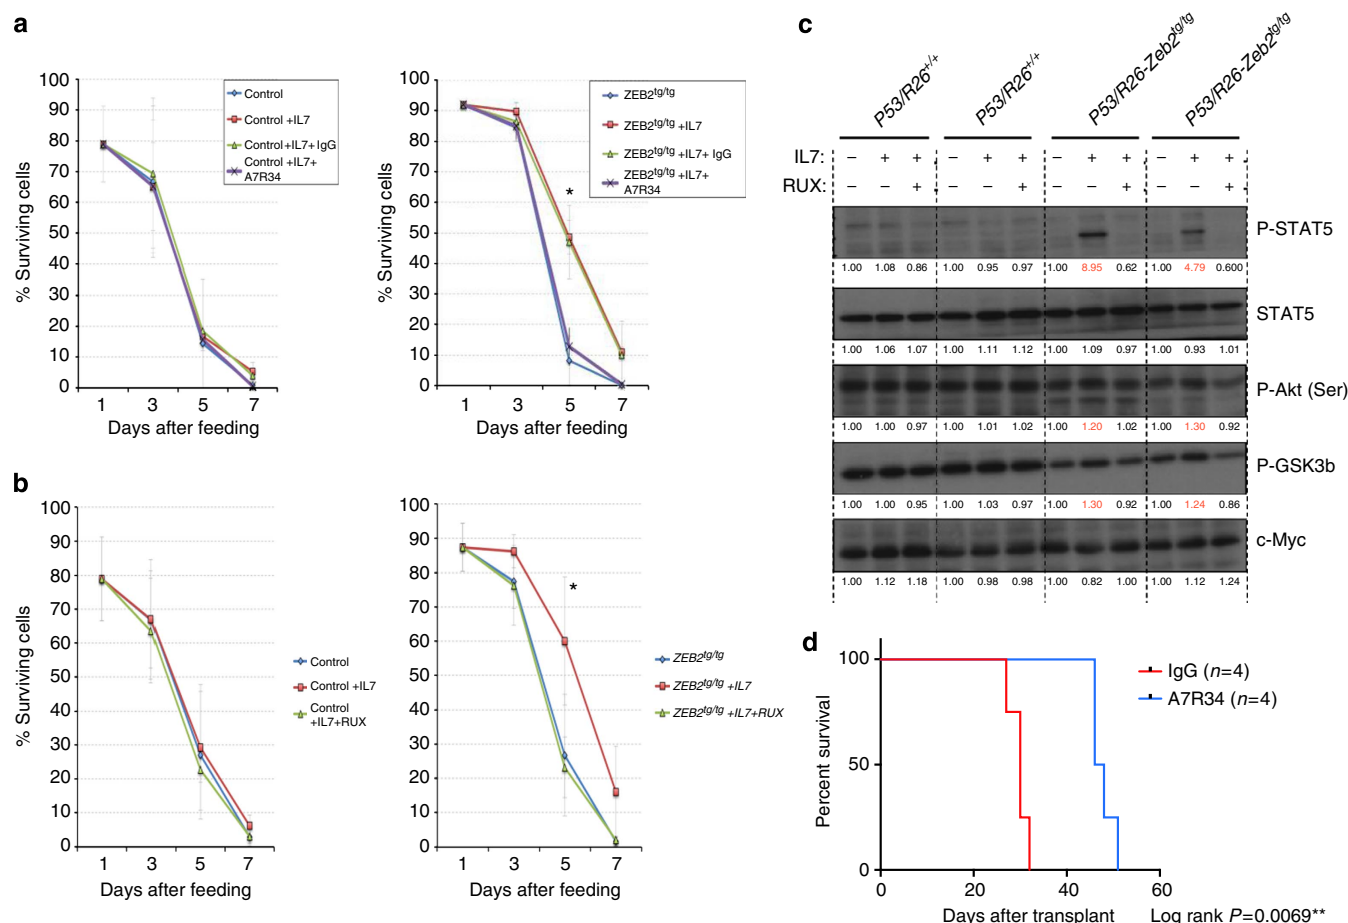 a
100
90
80
70
60
50
40
30
20
10
0
% Surviving cells
1 3 5 7
Days after feeding
Control
Control +IL7
Control+IL7+ IgG
Control +IL7+
A7R34
100
90
80
70
60
50
40
30
20
10
0
% Surviving cells
1 3 5 7
Days after feeding
*
ZEB2tg/tg
ZEB2tg/tg +IL7
ZEB2tg/tg +IL7+ IgG
ZEB2tg/tg +IL7+
A7R34
b
100
90
80
70
60
50
40
30
20
10
0
% Surviving cells
1 3 5 7
Days after feeding
Control
Control +IL7
Control
+IL7+RUX
100
90
80
70
60
50
40
30
20
10
0
% Surviving cells
1 3 5 7
Days after feeding
*
ZEB2tg/tg
ZEB2tg/tg +IL7
ZEB2tg/tg +IL7+RUX
c
P53/R26+/+
P53/R26+/+
P53/R26-Zeb2tg/tg
P53/R26-Zeb2tg/tg
IL7: – + + – + + – + + – + +
RUX: – – + – – + – – + – – +
P-STAT5
1.00 1.08 0.86 1.00 0.95 0.97 1.00 8.95 0.62 1.00 4.79 0.600
STAT5
1.00 1.06 1.07 1.00 1.11 1.12 1.00 1.09 0.97 1.00 0.93 1.01
P-Akt (Ser)
1.00 1.00 0.97 1.00 1.01 1.02 1.00 1.20 1.02 1.00 1.30 0.92
P-GSK3b
1.00 1.00 0.95 1.00 1.03 0.97 1.00 1.30 0.92 1.00 1.24 0.86
c-Myc
1.00 1.12 1.18 1.00 0.98 0.98 1.00 0.82 1.00 1.00 1.12 1.24
d
100
50
0
Percent survival
0 20 40 60
Days after transplant
IgG (n=4)
A7R34 (n=4)
Log rank P=0.0069**